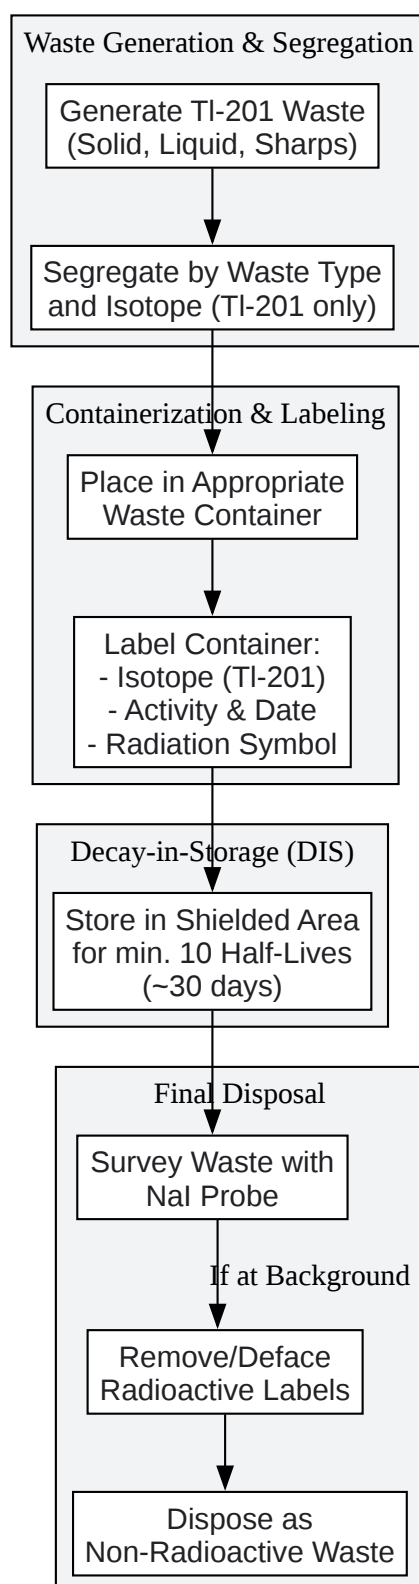 Waste Generation & Segregation
Generate Tl-201 Waste
(Solid, Liquid, Sharps)
Segregate by Waste Type
and Isotope (Tl-201 only)
Containerization & Labeling
Place in Appropriate
Waste Container
Label Container:
- Isotope (Tl-201)
- Activity & Date
- Radiation Symbol
Decay-in-Storage (DIS)
Store in Shielded Area
for min. 10 Half-Lives
(~30 days)
Final Disposal
Survey Waste with
NaI Probe
If at Background
Remove/Deface
Radioactive Labels
Dispose as
Non-Radioactive Waste